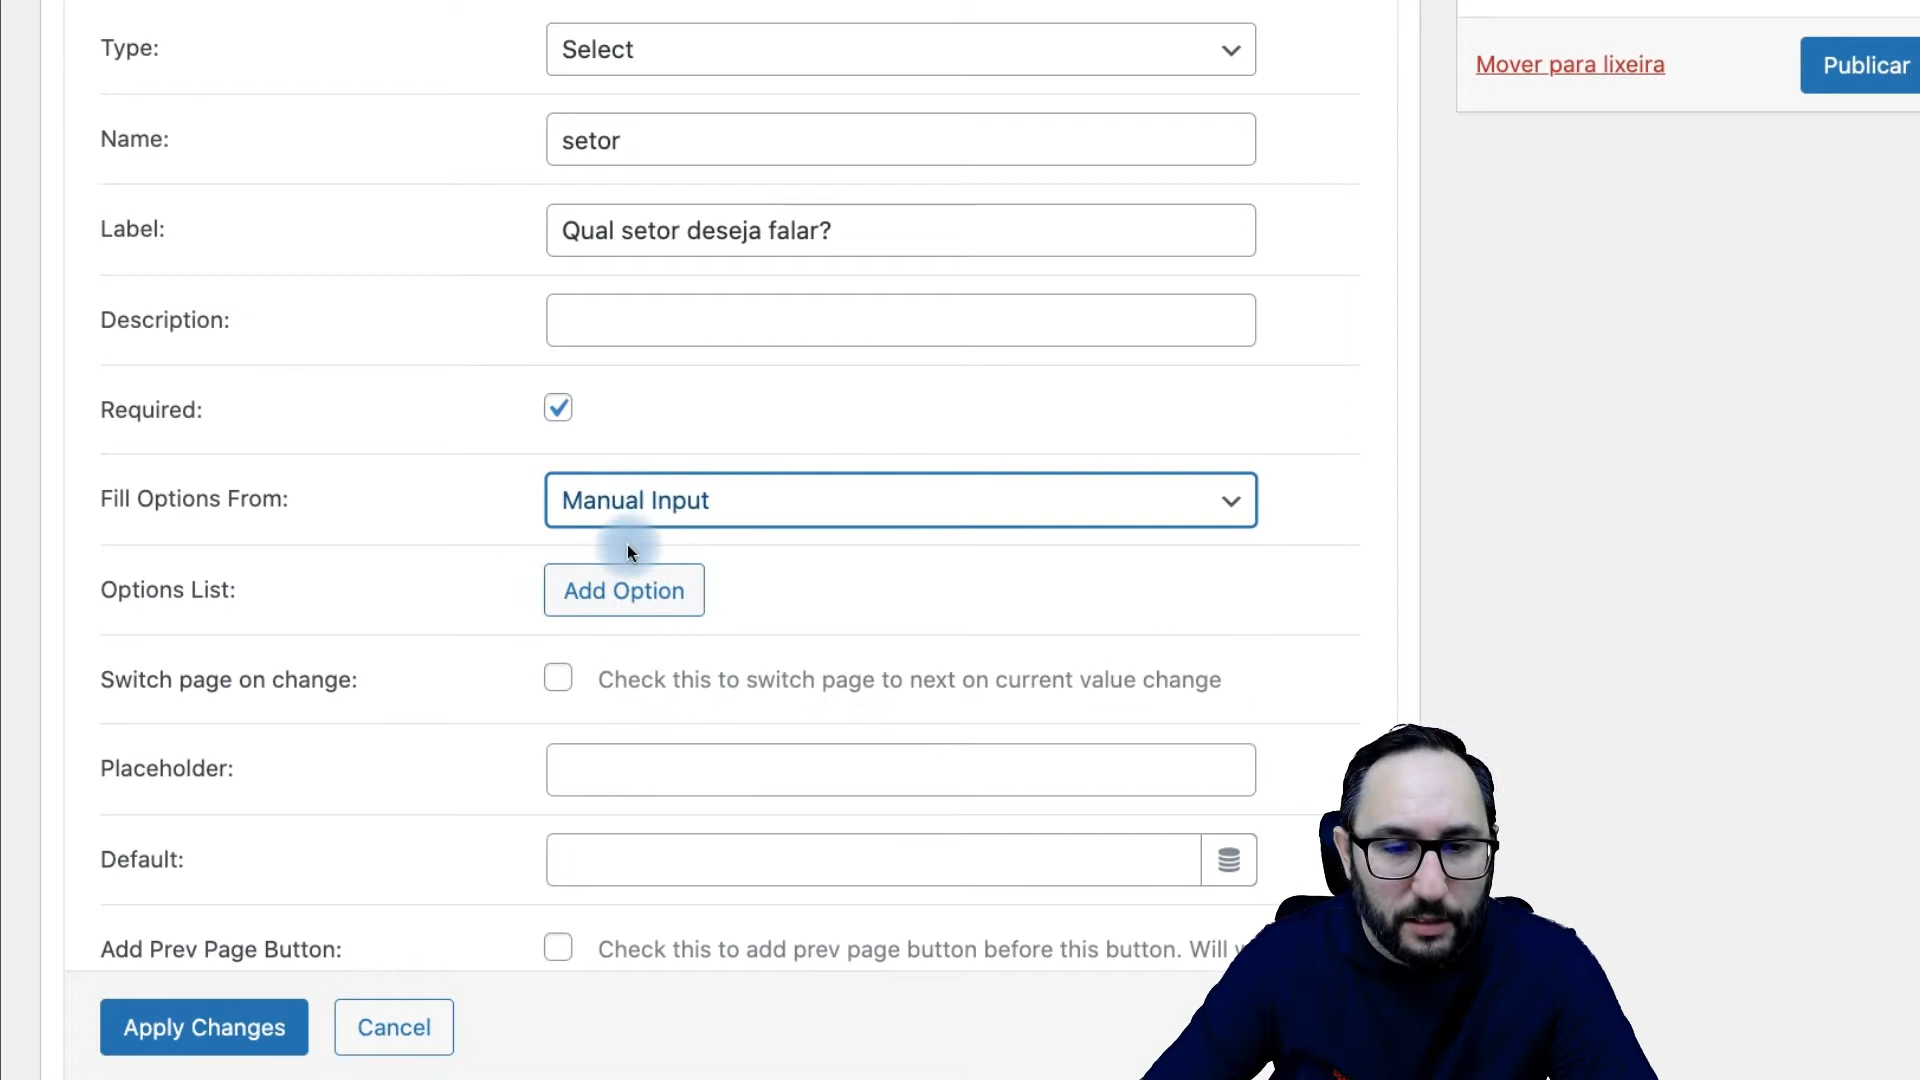 Type:
Select
Mover para lixeira
Publicar
Name:
setor
Label:
Qual setor deseja falar?
Description:
Required:
Fill Options From:
Manual Input
Options List:
Add Option
Switch page on change:
Check this to switch page to next on current value change
Placeholder:
Default:
Add Prev Page Button:
Check this to add prev page button before this button. Will
Apply Changes
Cancel